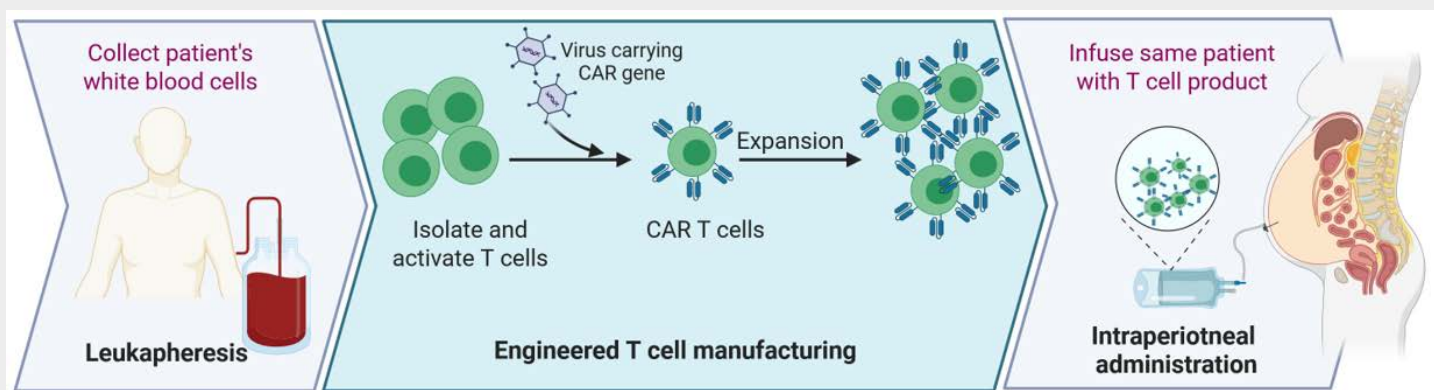 Collect patient's
white blood cells
Leukapheresis
Virus carrying
CAR gene
Isolate and
activate T cells
CAR T cells
Expansion
Engineered T cell manufacturing
Infuse same patient
with T cell product
Intraperiotneal
administration